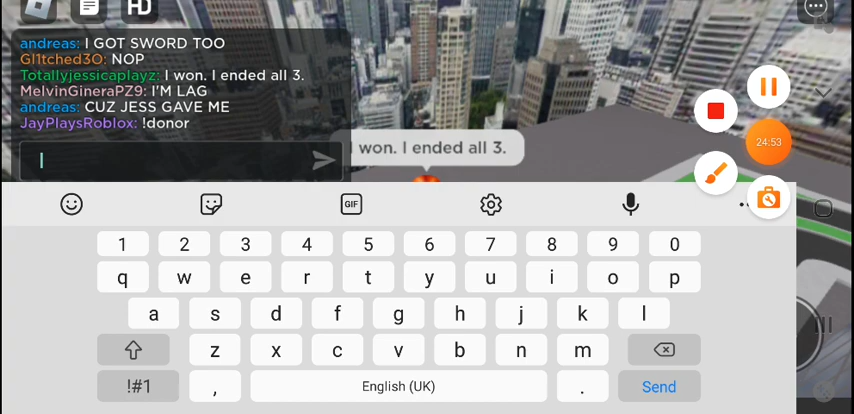 HD
andreas: I GOT SWORD TOO
Gl1tched3O: NOP
Totallyjessicaplayz: I won. I ended all 3.
MelvinGineraPZ9: I'M LAG
andreas: CUZ JESS GAVE ME
JayPlaysRoblox: !donor
I won. I ended all 3.
24:53
GIF
1 2 3 4 5 6 7 8 9 0
q w e r t y u i o p
a s d f g h j k l
z x c v b n m
!#1 , English (UK) . Send